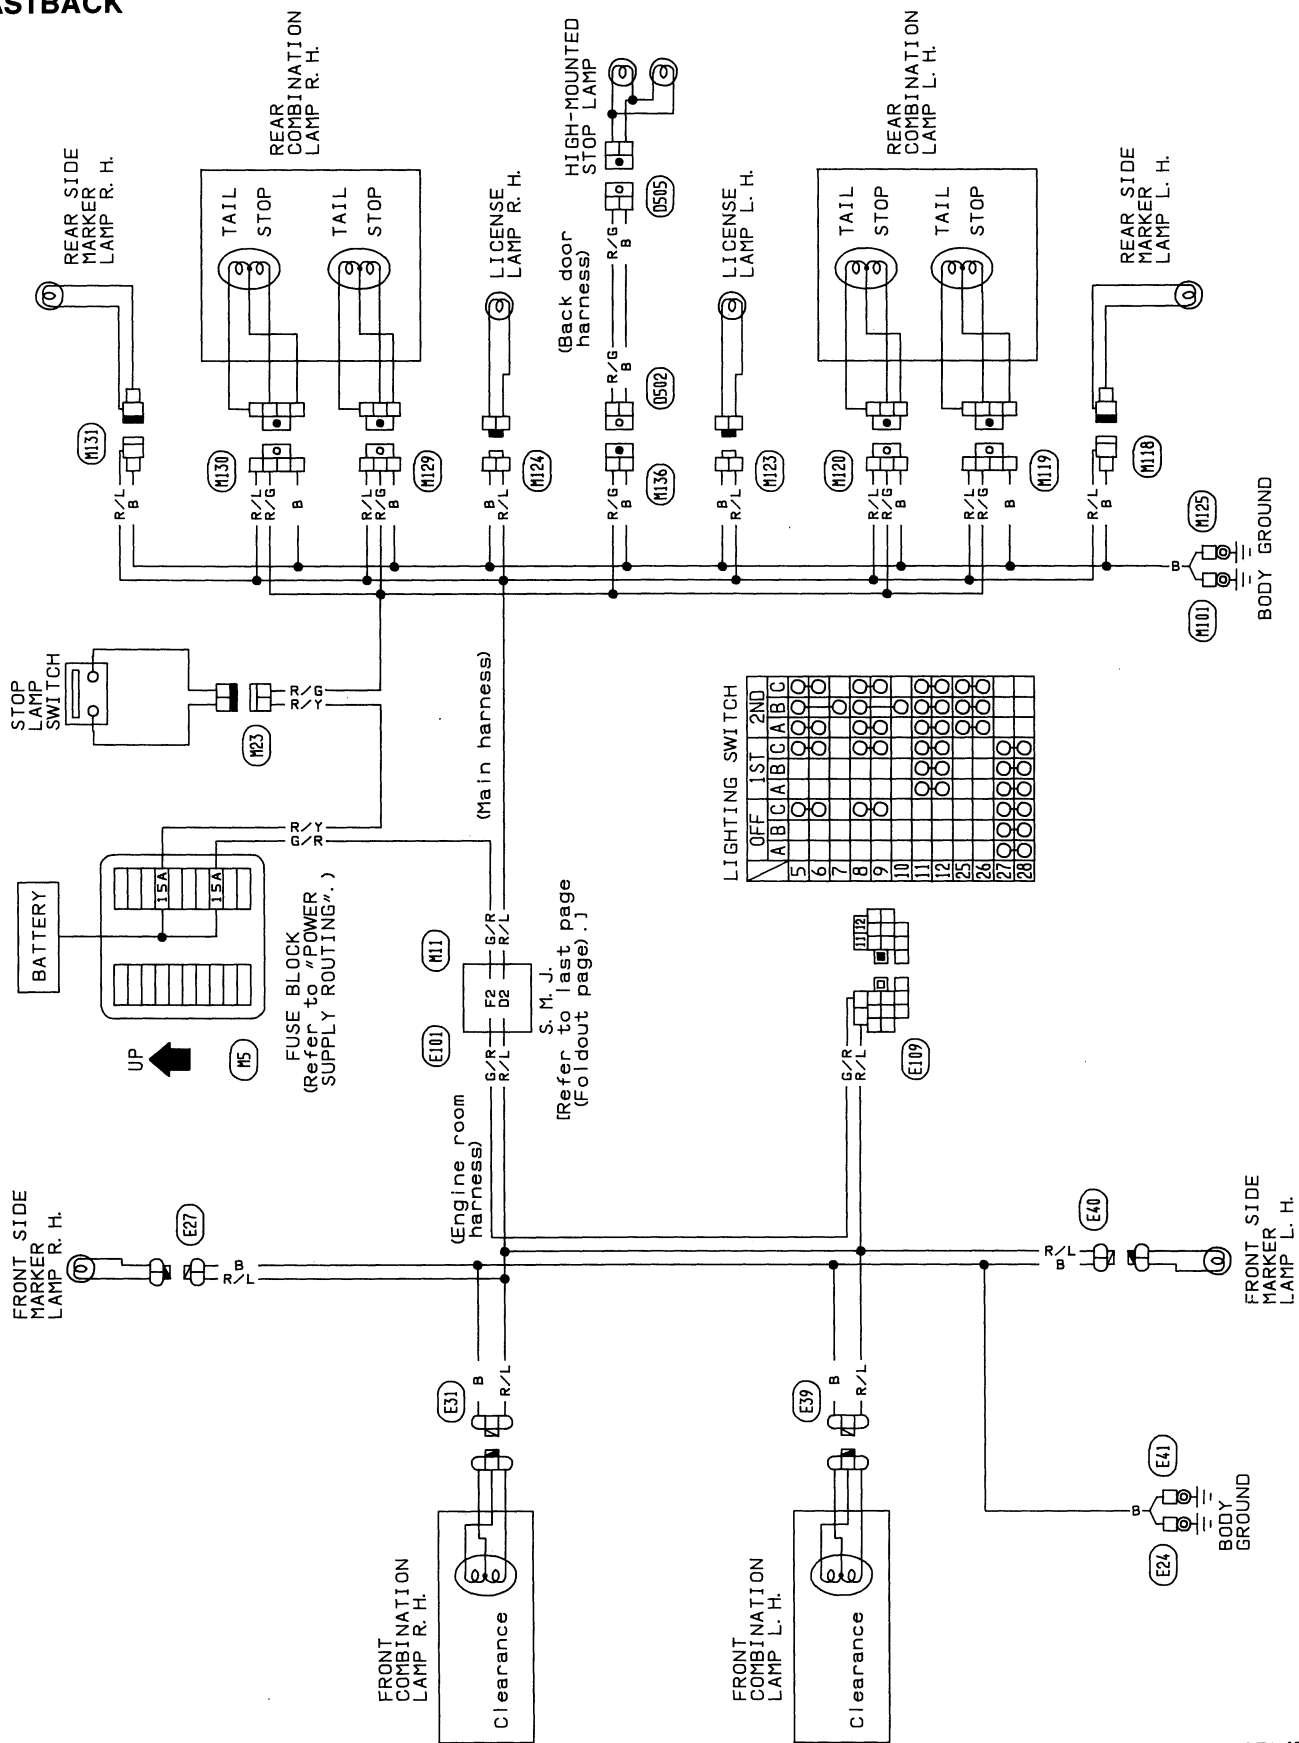 ASTBACK
REAR SIDE
MARKER
LAMP R. H.
REAR
COMBINATION
LAMP R. H.
TAIL
STOP
TAIL
STOP
LICENSE
LAMP R. H.
HIGH-MOUNTED
STOP LAMP
(Back door
harness)
LICENSE
LAMP L. H.
REAR
COMBINATION
LAMP L. H.
TAIL
STOP
TAIL
STOP
REAR SIDE
MARKER
LAMP L. H.
D505
R/G
B
R/G
B
D502
M131
M130
M129
M124
M136
M123
M120
M119
M118
R/L
B
R/L
R/G
B
R/L
R/G
B
B
R/L
R/G
B
B
R/L
R/L
R/G
B
R/L
R/G
B
R/L
B
B
M125
M101
BODY GROUND
STOP
LAMP
SWITCH
M23
R/G
R/Y
R/Y
G/R
(Main harness)
BATTERY
15A
15A
UP
M5
FUSE BLOCK
(Refer to "POWER
SUPPLY ROUTING".)
M11
G/R
R/L
F2
D2
E101
G/R
R/L
S. M. J.
[Refer to last page
(Foldout page).]
LIGHTING SWITCH
OFF 1ST 2ND
A B C A B C A B C
5
6
7
8
9
10
11
12
25
26
27
28
11 12
G/R
R/L
E109
(Engine room
harness)
FRONT SIDE
MARKER
LAMP R. H.
E27
B
R/L
R/L
B
E40
FRONT SIDE
MARKER
LAMP L. H.
E31
B
R/L
E39
B
R/L
FRONT
COMBINATION
LAMP R. H.
Clearance
FRONT
COMBINATION
LAMP L. H.
Clearance
B
E41
E24
BODY
GROUND